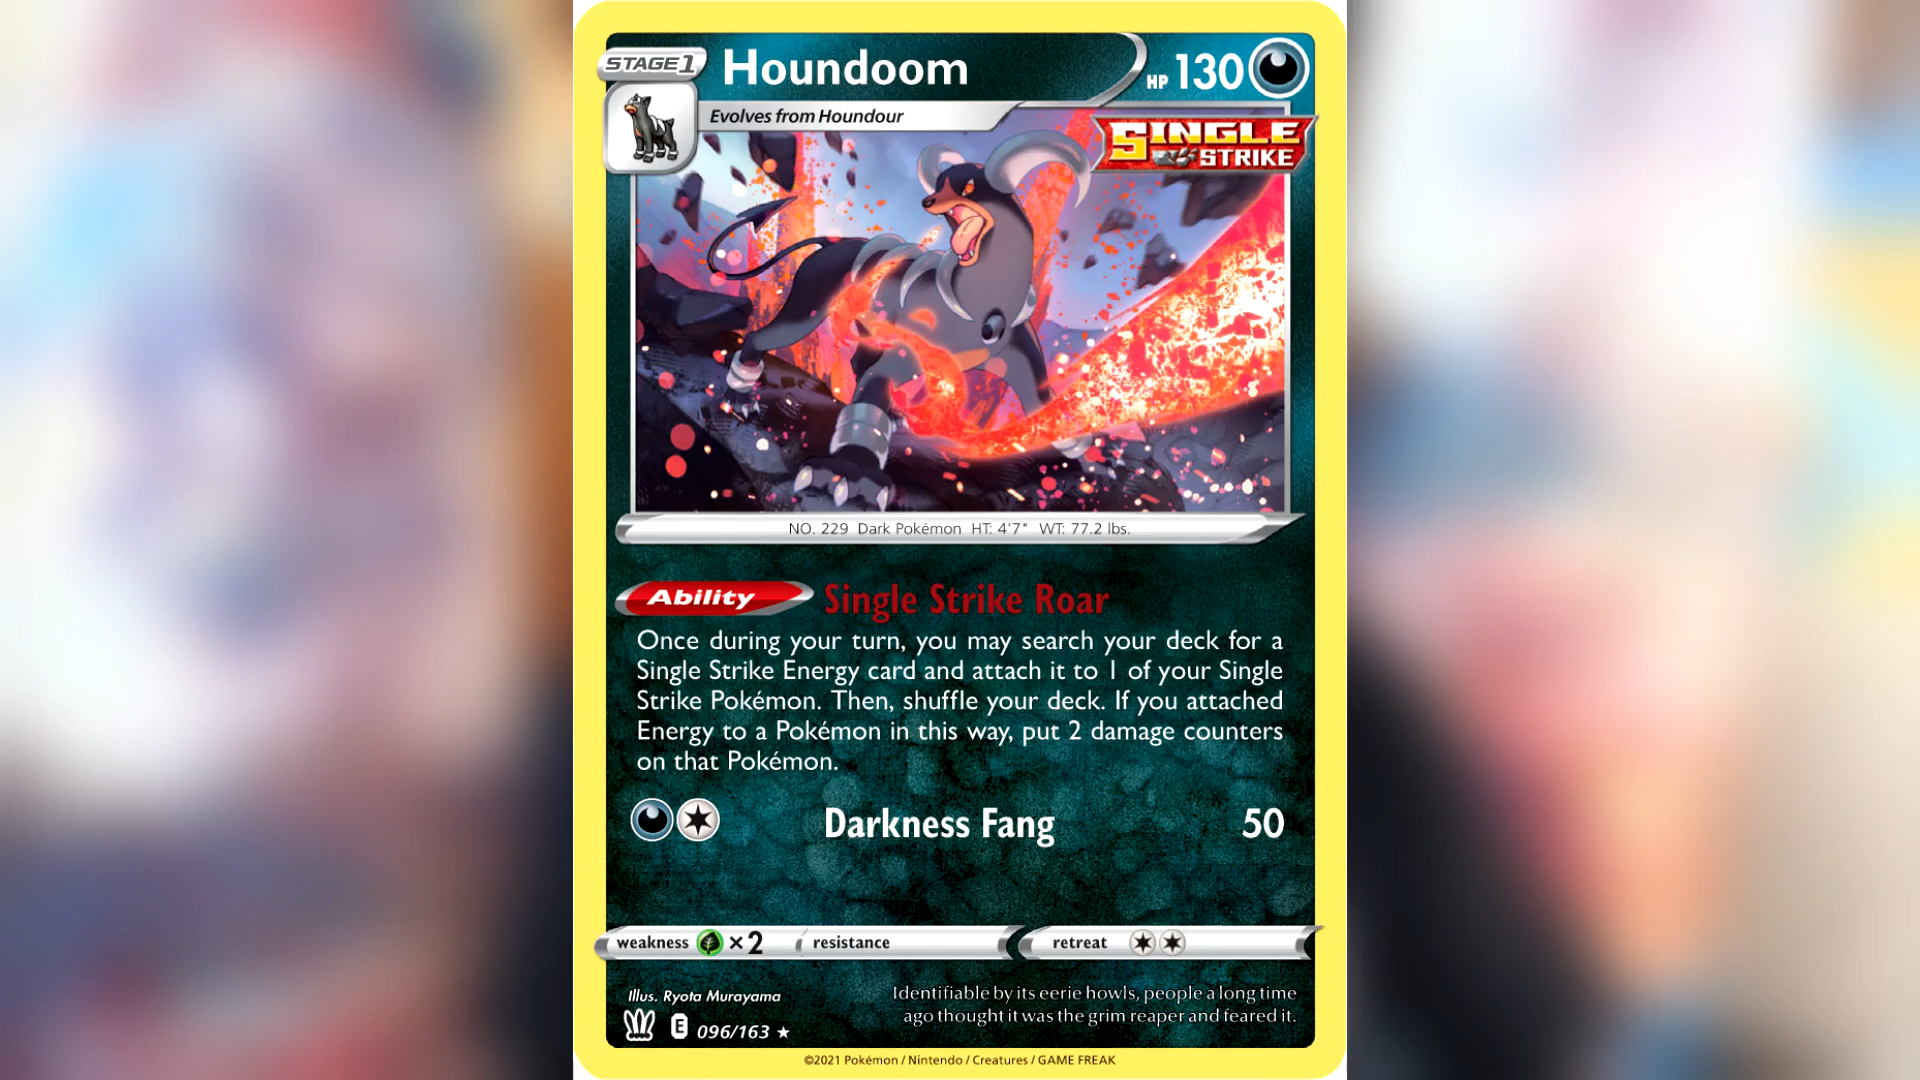 STAGE1
Houndoom
HP 130
Evolves from Houndour
SINGLE
STRIKE
NO. 229 Dark Pokémon HT: 4'7" WT: 77.2 lbs.
Ability Single Strike Roar
Once during your turn, you may search your deck for a
Single Strike Energy card and attach it to 1 of your Single
Strike Pokémon. Then, shuffle your deck. If you attached
Energy to a Pokémon in this way, put 2 damage counters
on that Pokémon.
Darkness Fang 50
weakness ×2 resistance retreat
Illus. Ryota Murayama
Identifiable by its eerie howls, people a long time
ago thought it was the grim reaper and feared it.
E 096/163 ★
©2021 Pokémon / Nintendo / Creatures / GAME FREAK